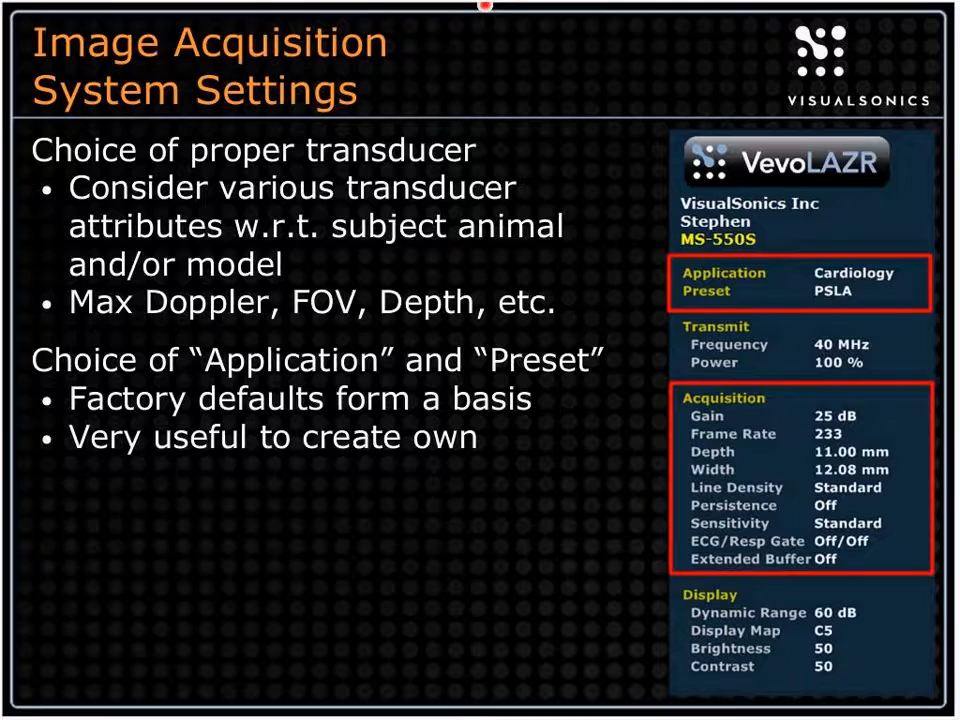 Image Acquisition
System Settings
VISUALSONICS
Choice of proper transducer
• Consider various transducer
attributes w.r.t. subject animal
and/or model
• Max Doppler, FOV, Depth, etc.
Choice of “Application” and “Preset”
• Factory defaults form a basis
• Very useful to create own
VevoLAZR
VisualSonics Inc
Stephen
MS-550S
Application Cardiology
Preset PSLA
Transmit
Frequency 40 MHz
Power 100 %
Acquisition
Gain 25 dB
Frame Rate 233
Depth 11.00 mm
Width 12.08 mm
Line Density Standard
Persistence Off
Sensitivity Standard
ECG/Resp Gate Off/Off
Extended Buffer Off
Display
Dynamic Range 60 dB
Display Map C5
Brightness 50
Contrast 50